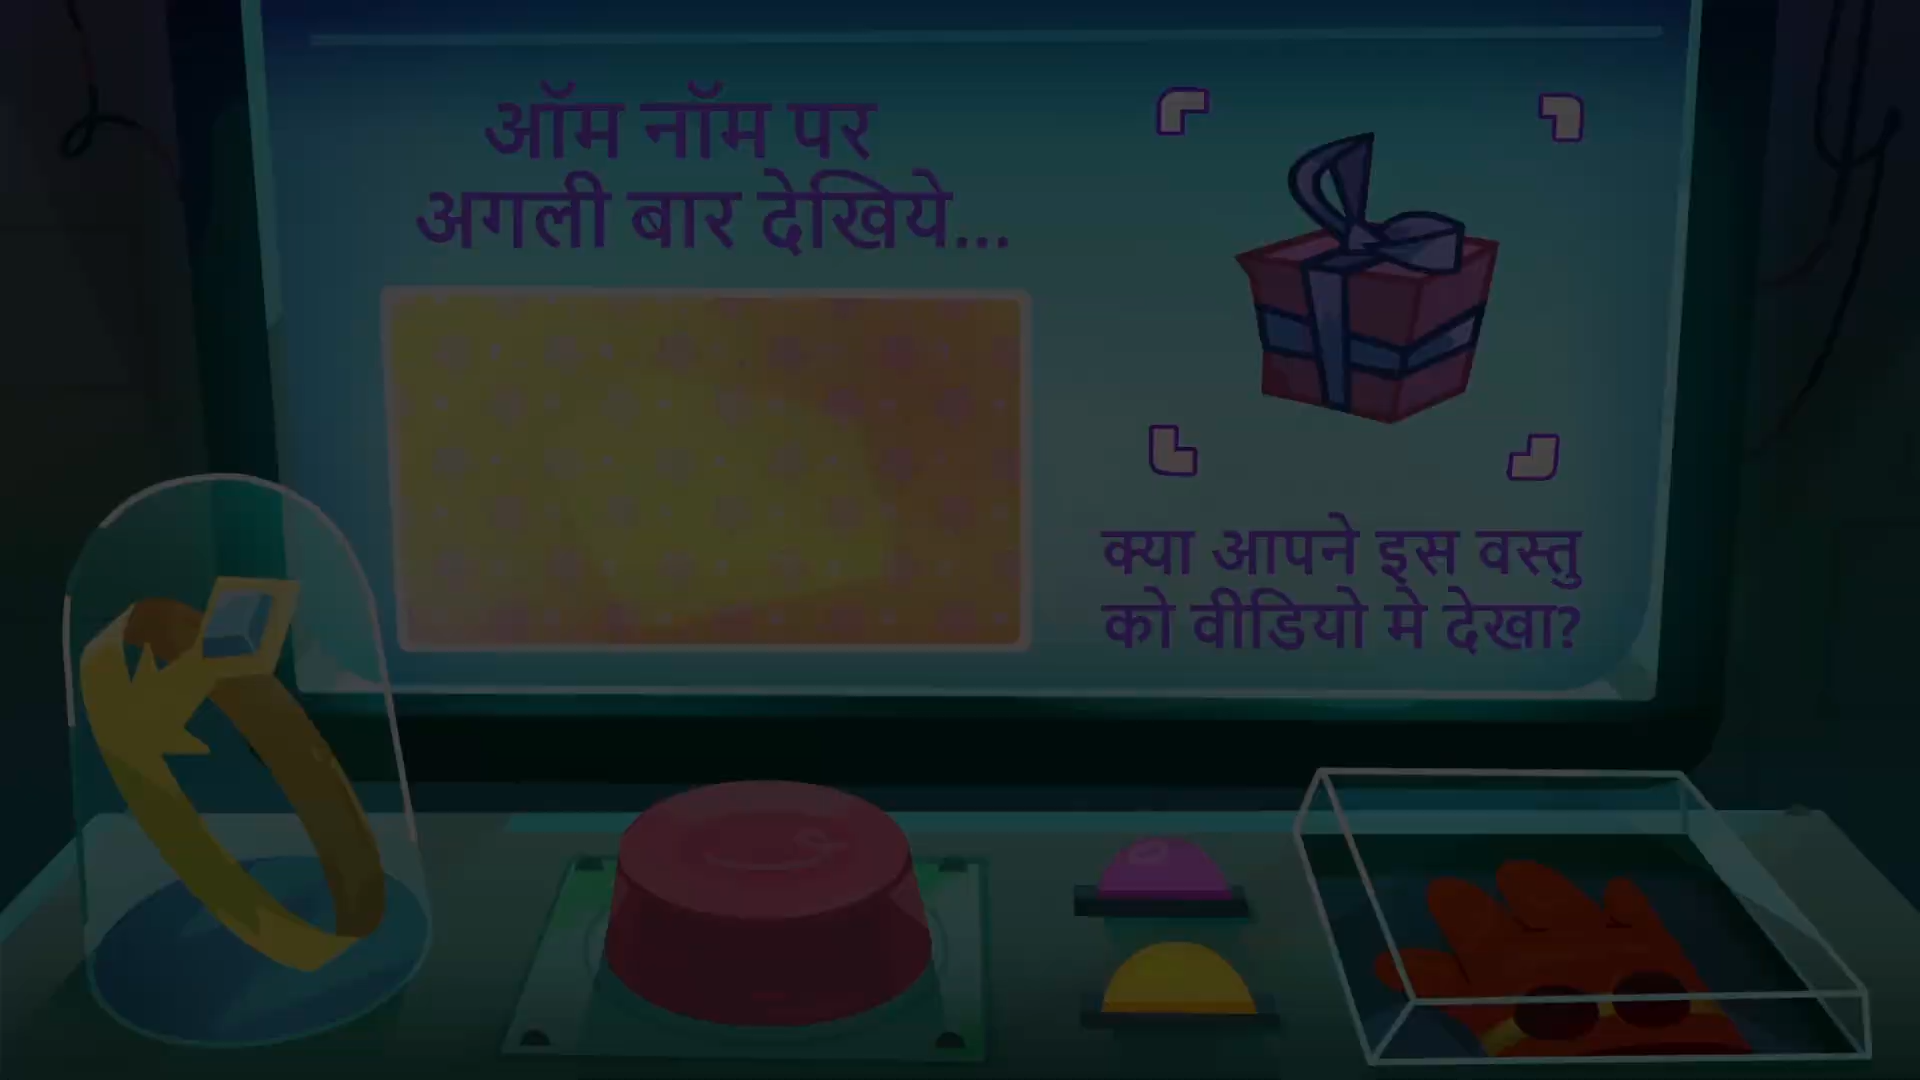 ऑम नॉम पर
अगली बार देखिये...
क्या आपने इस वस्तु
को वीडियो मे देखा?